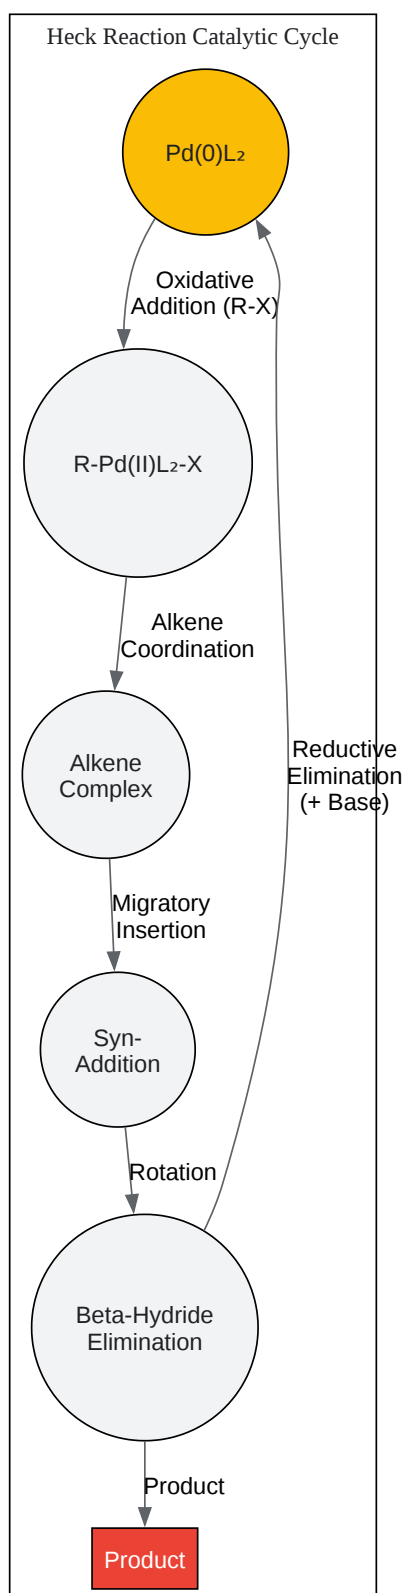 Heck Reaction Catalytic Cycle
Pd(0)L₂
Oxidative
Addition (R-X)
R-Pd(II)L₂-X
Alkene
Coordination
Alkene
Complex
Reductive
Elimination
(+ Base)
Migratory
Insertion
Syn-
Addition
Rotation
Beta-Hydride
Elimination
Product
Product